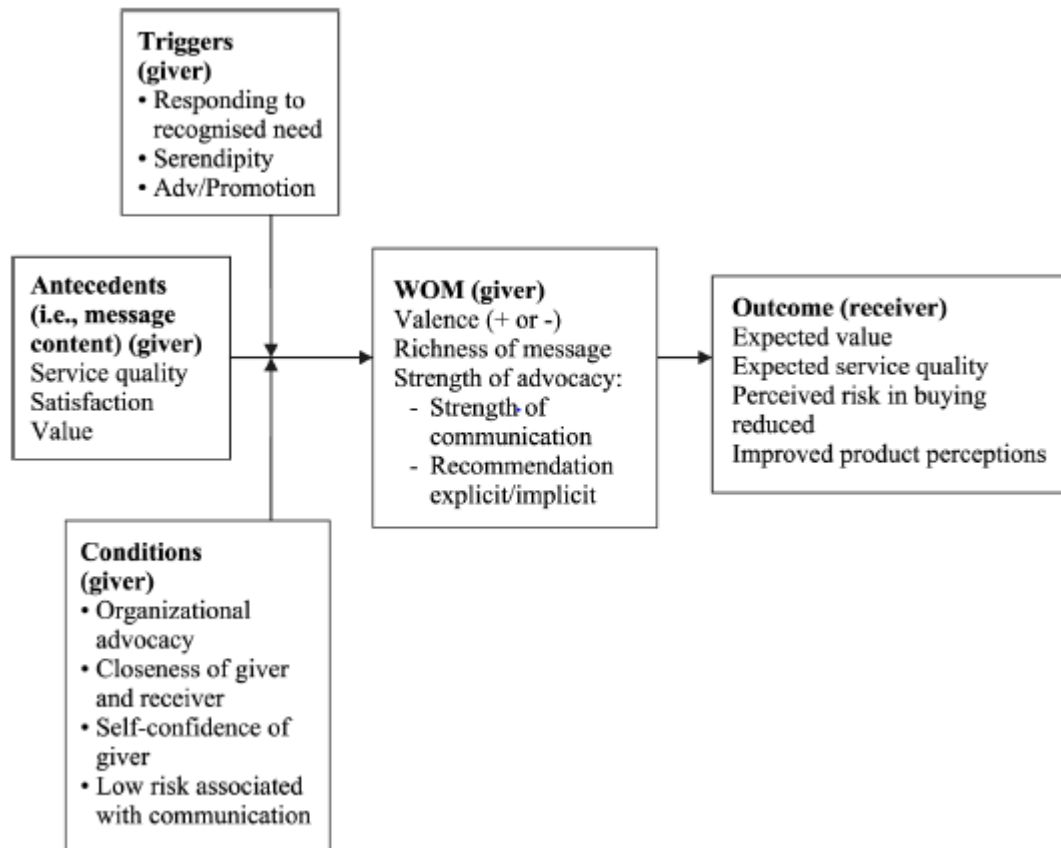 Triggers
(giver)
• Responding to
recognised need
• Serendipity
• Adv/Promotion
Antecedents
(i.e., message
content) (giver)
Service quality
Satisfaction
Value
WOM (giver)
Valence (+ or -)
Richness of message
Strength of advocacy:
- Strength of
communication
- Recommendation
explicit/implicit
Outcome (receiver)
Expected value
Expected service quality
Perceived risk in buying
reduced
Improved product perceptions
Conditions
(giver)
• Organizational
advocacy
• Closeness of giver
and receiver
• Self-confidence of
giver
• Low risk associated
with communication